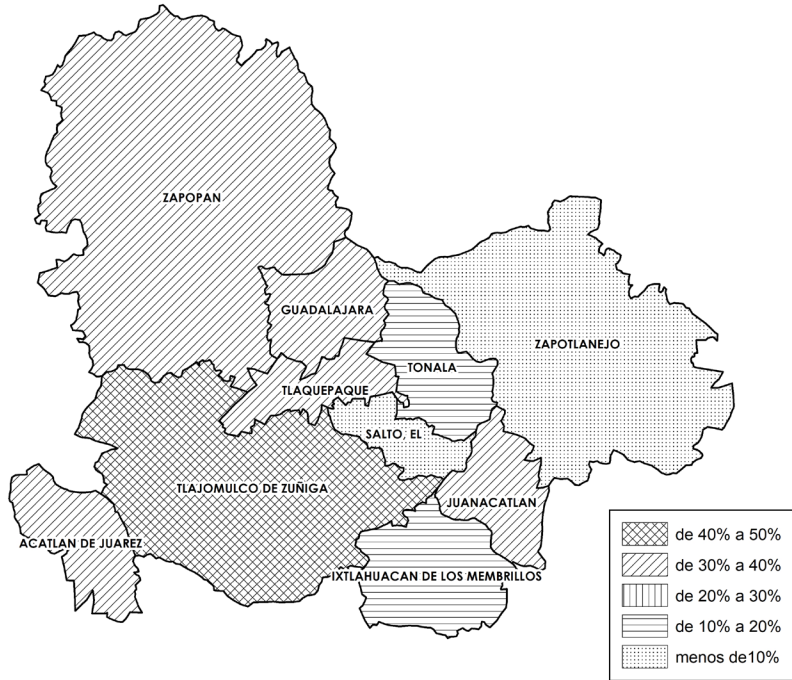 ZAPOPAN
GUADALAJARA
ZAPOTLANEJO
TONALA
TLAQUEPAQUE
SALTO, EL
TLAJOMULCO DE ZUÑIGA
JUANACATLAN
ACATLAN DE JUAREZ
IXTLAHUACAN DE LOS MEMBRILLOS
de 40% a 50%
de 30% a 40%
de 20% a 30%
de 10% a 20%
menos de10%